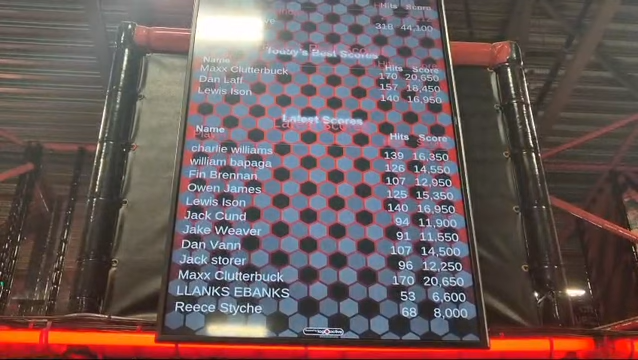 Hits Score
ve 316 44,100
Today's Best Scores
Name Hits Score
Maxx Clutterbuck 170 20,650
Dan Laff 157 18,450
Lewis Ison 140 16,950
Latest Scores
Name Hits Score
charlie williams 139 16,350
william bapaga 126 14,550
Fin Brennan 107 12,950
Owen James 125 15,350
Lewis Ison 140 16,950
Jack Cund 94 11,900
Jake Weaver 91 11,550
Dan Vann 107 14,500
Jack storer 96 12,250
Maxx Clutterbuck 170 20,650
LLANKS EBANKS 53 6,600
Reece Styche 68 8,000